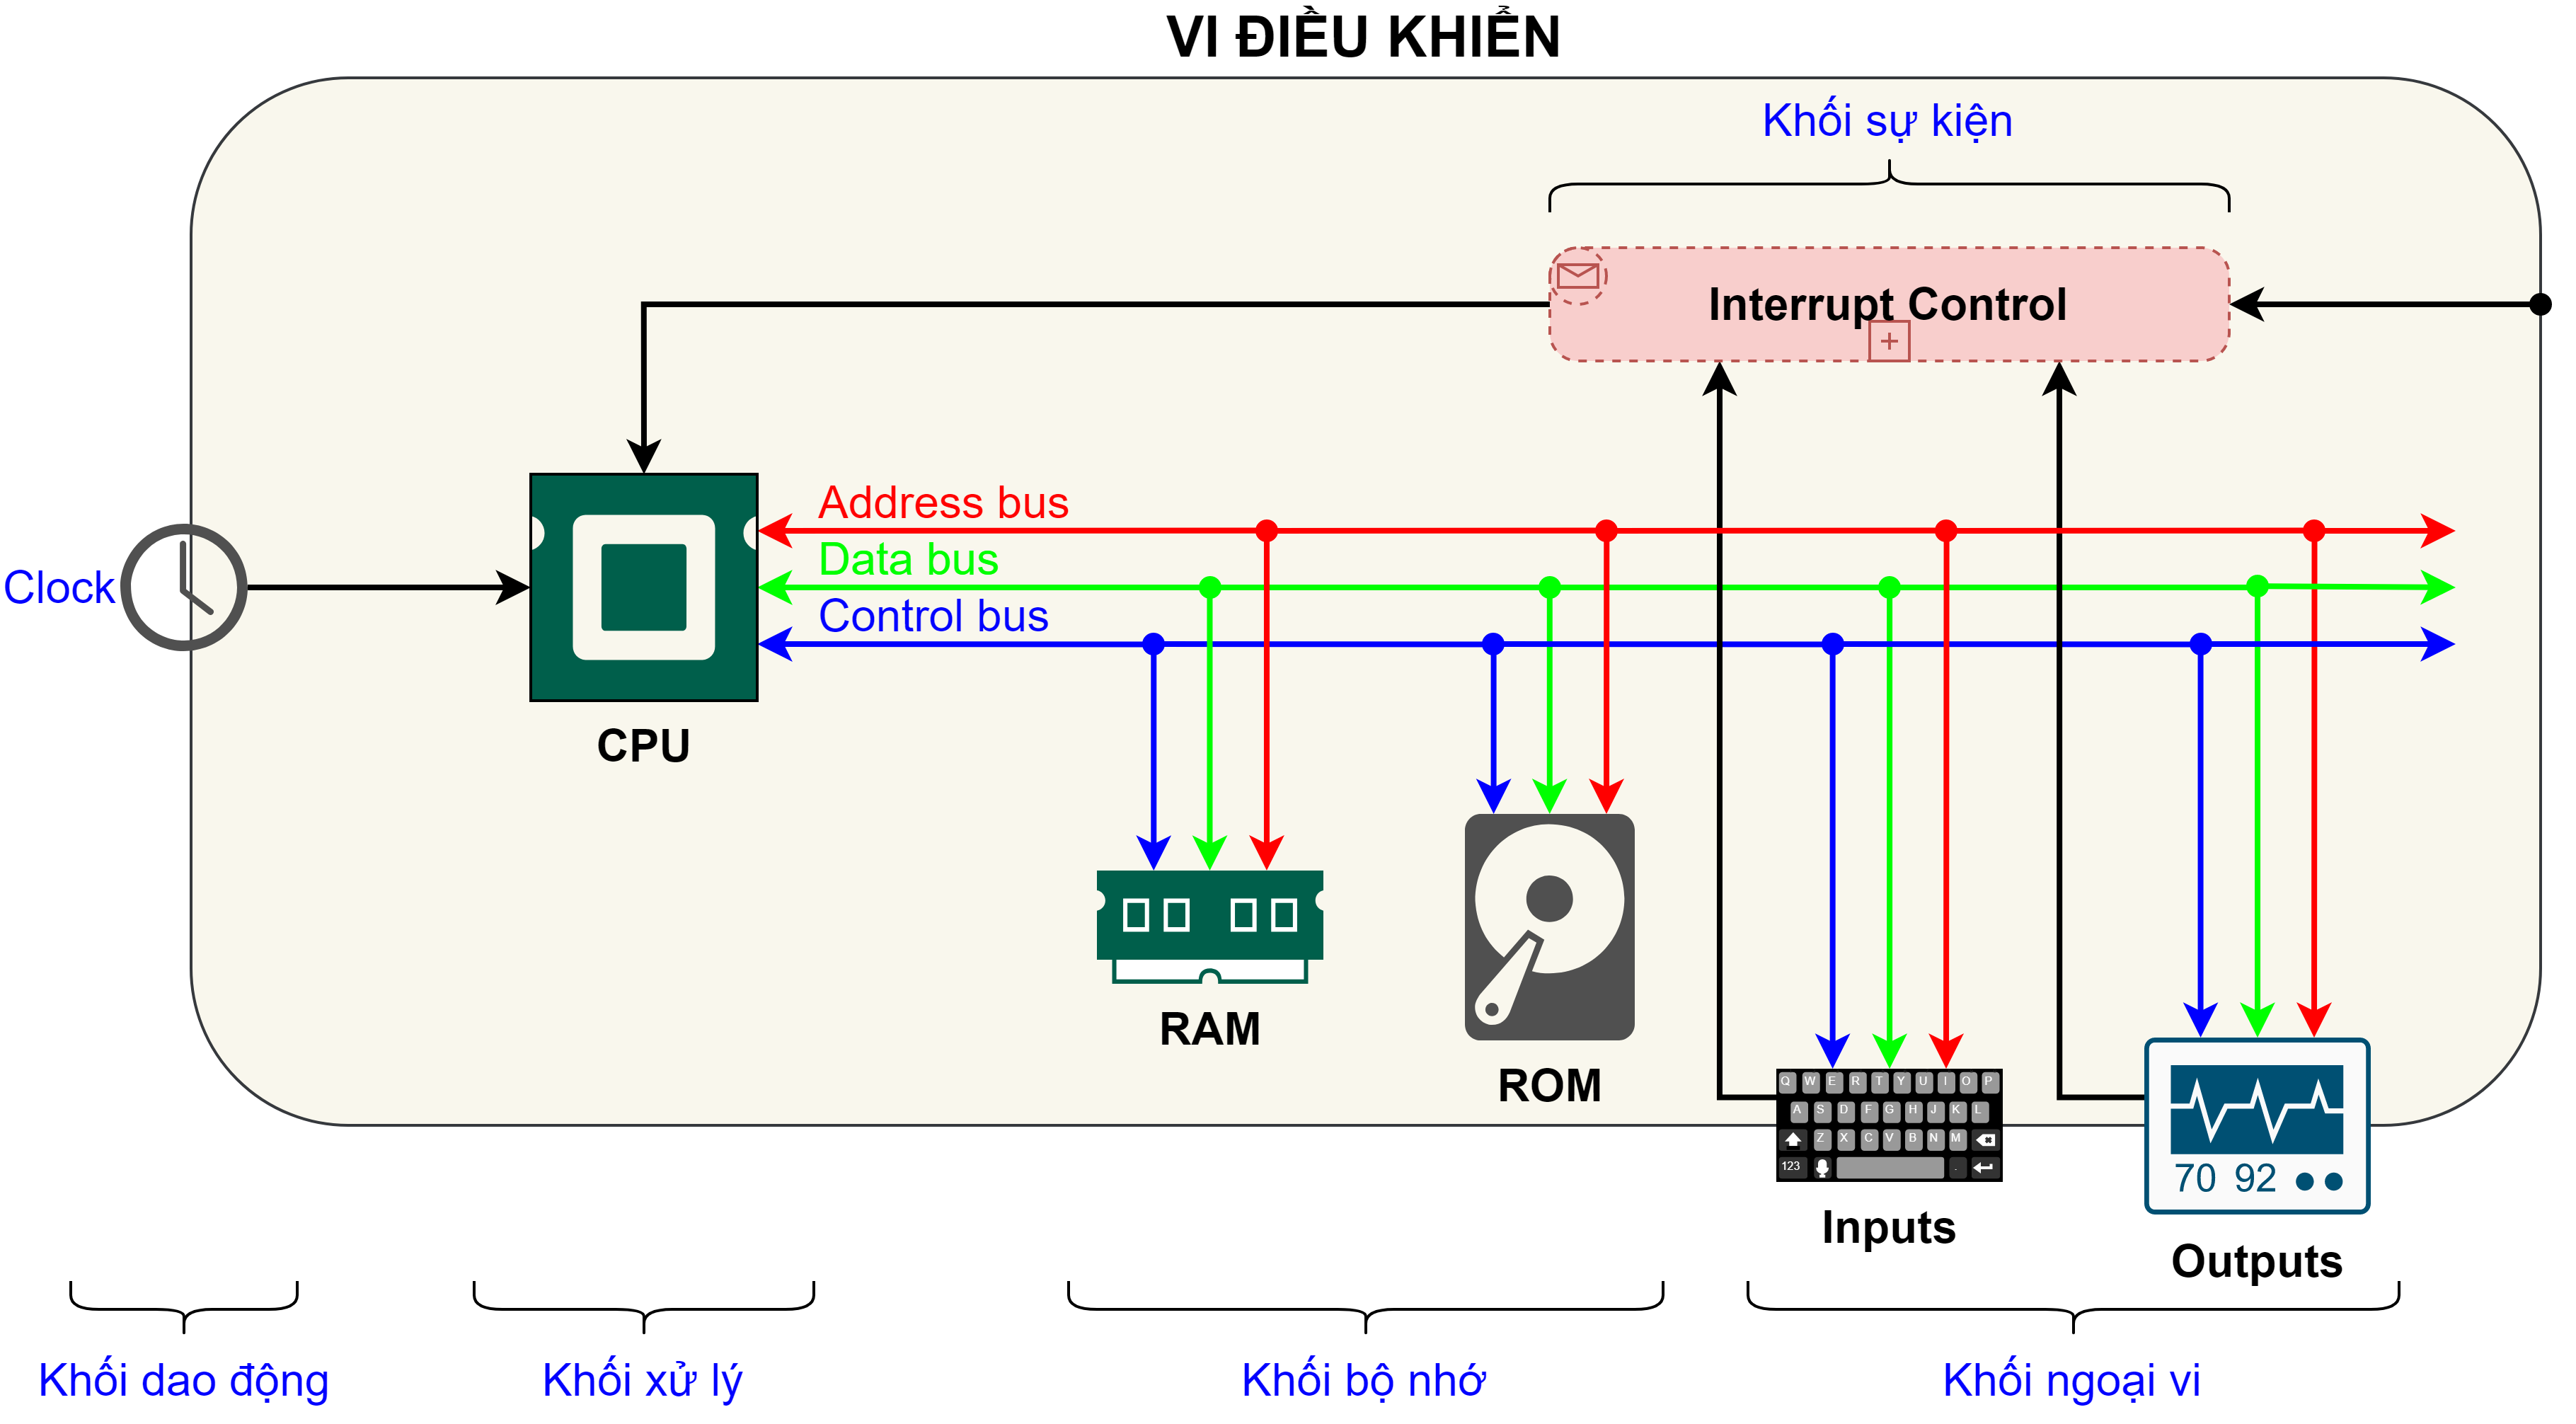 VI ĐIỀU KHIỂN
Khối sự kiện
Interrupt Control
Address bus
Data bus
Clock
Control bus
CPU
RAM
ROM
Q W E R T Y U I O P
A S D F G H J K L
Z X C V B N M
123 .
70 92
Inputs
Outputs
Khối dao động
Khối xử lý
Khối bộ nhớ
Khối ngoại vi